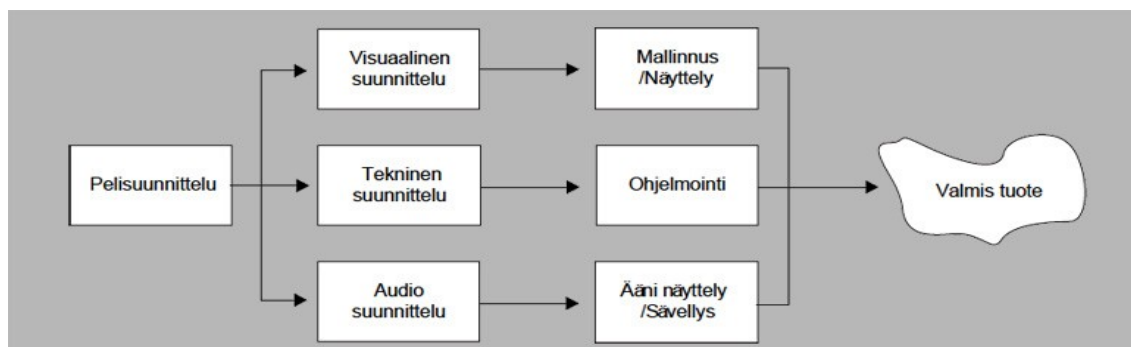 Visuaalinen
suunnittelu
Mallinnus
/Näyttely
Pelisuunnittelu
Tekninen
suunnittelu
Ohjelmointi
Valmis tuote
Audio
suunnittelu
Ääni näyttely
/Sävellys